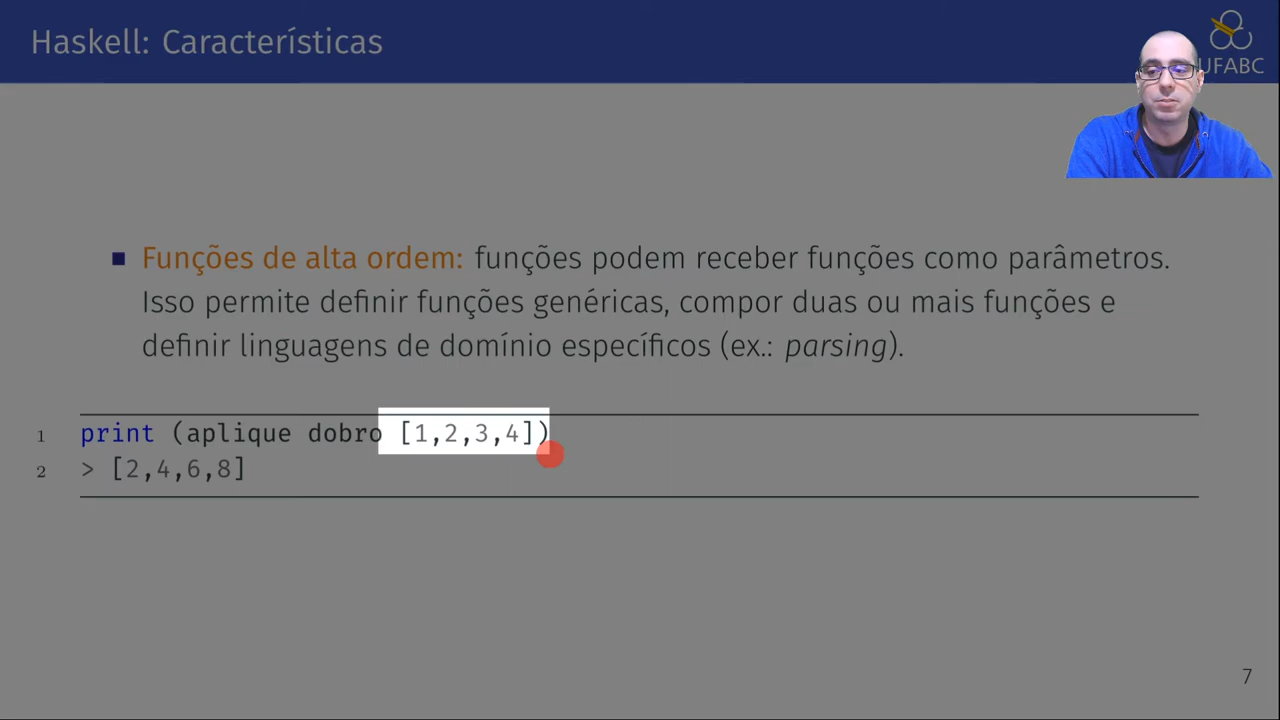 Haskell: Características
UFABC
Funções de alta ordem: funções podem receber funções como parâmetros.
Isso permite definir funções genéricas, compor duas ou mais funções e
definir linguagens de domínio específicos (ex.: parsing).
1 print (aplique dobro [1,2,3,4])
2 > [2,4,6,8]
7